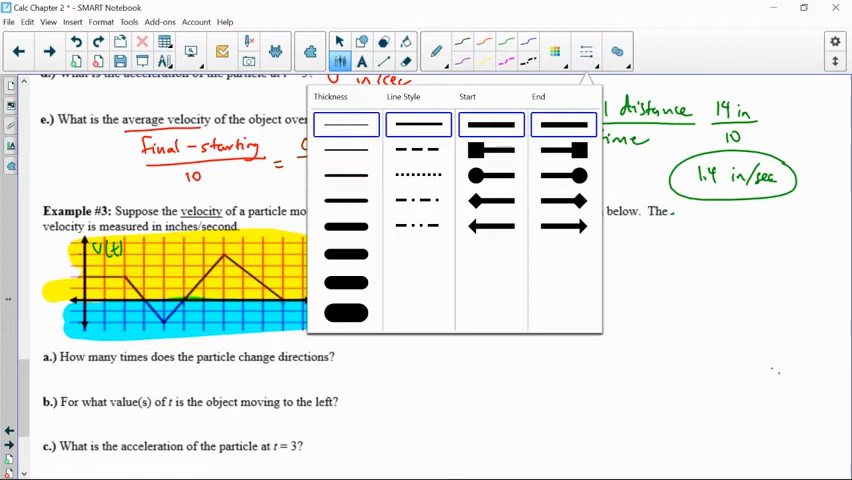 Calc Chapter 2 * - SMART Notebook
File Edit View Insert Format Tools Add-ons Account Help
in/sec
Thickness Line Style Start End
e.) What is the average velocity of the object over
distance 14 in
time 10
final - starting
10 =
1.4 in/sec
Example #3: Suppose the velocity of a particle mo below. The
velocity is measured in inches/second.
v(t)
a.) How many times does the particle change directions?
b.) For what value(s) of t is the object moving to the left?
c.) What is the acceleration of the particle at t = 3?